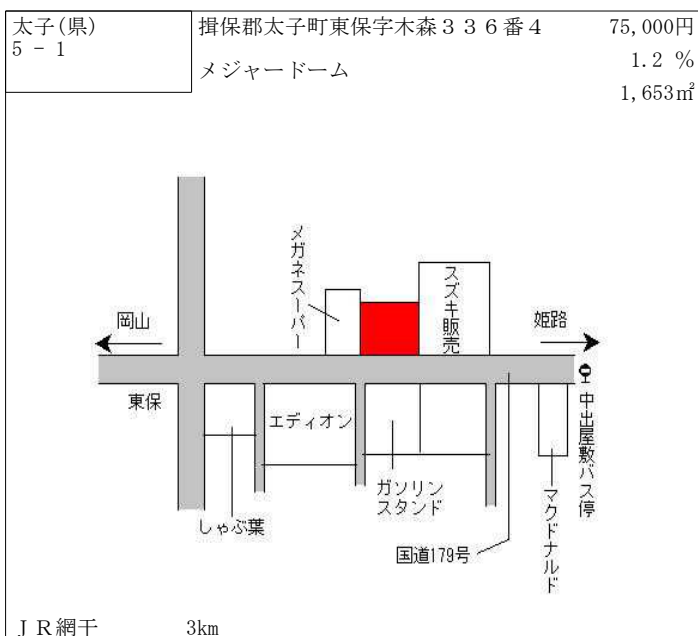 太子(県)
5 - 1
揖保郡太子町東保字木森３３６番４
メジャードーム
75,000円
1.2 %
1,653㎡
メガネスーパー
スズキ販売
岡山
姫路
東保
エディオン
中出屋敷バス停
ガソリン
スタンド
しゃぶ葉
マクドナルド
国道179号
ＪＲ網干 3km